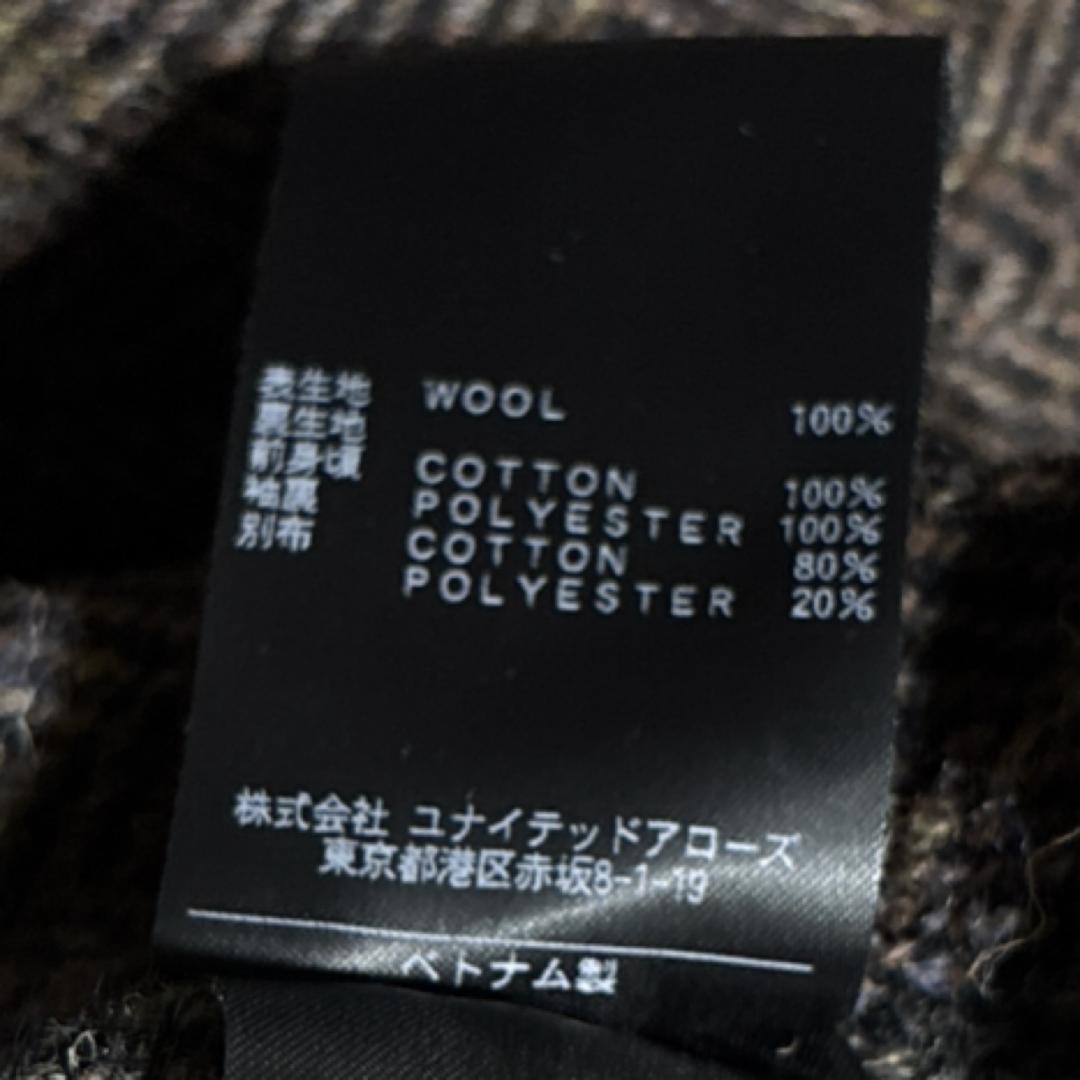 表生地 WOOL 100%
裏生地
前身頃 COTTON 100%
袖裏 POLYESTER 100%
別布 COTTON 80%
POLYESTER 20%
株式会社 ユナイテッドアローズ
東京都港区赤坂8-1-19
ベトナム製